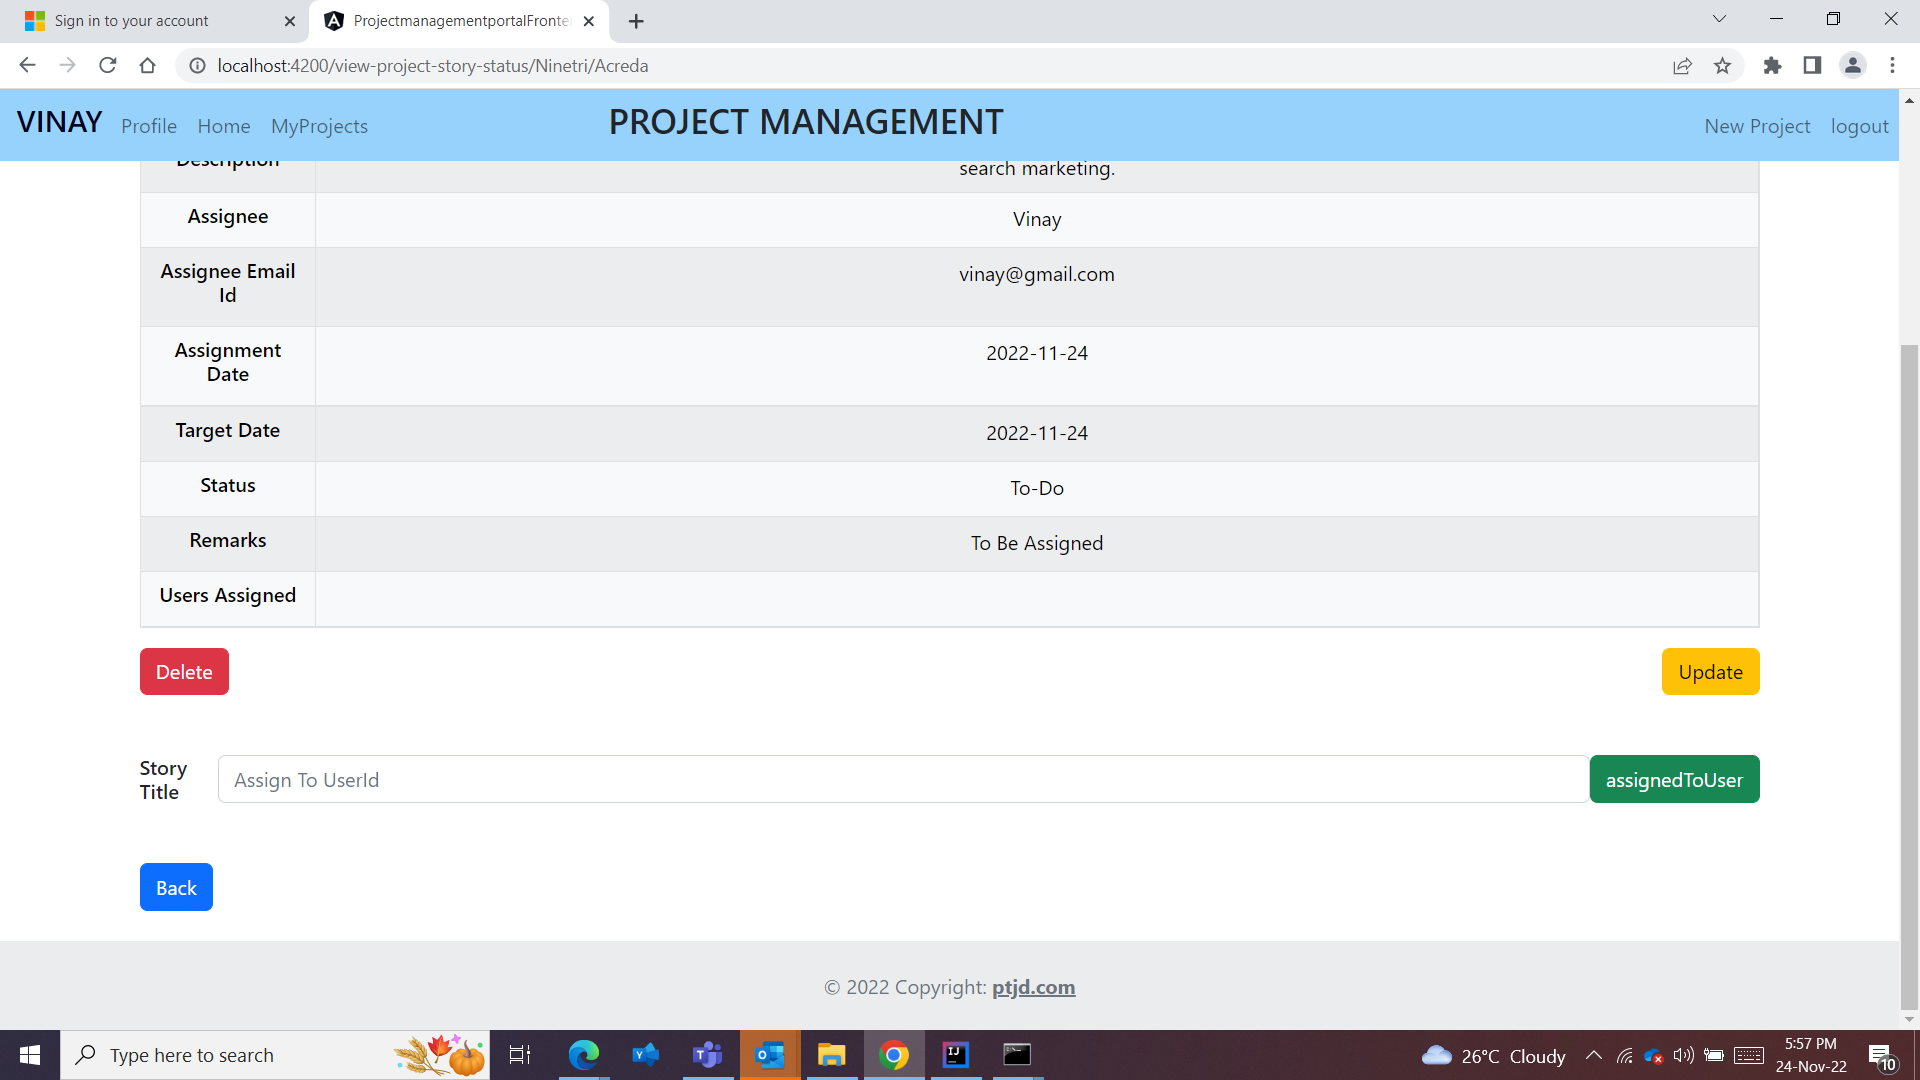 Sign in to your account
ProjectmanagementportalFronte
localhost:4200/view-project-story-status/Ninetri/Acreda
VINAY Profile Home MyProjects PROJECT MANAGEMENT New Project logout
Description search marketing.
Assignee Vinay
Assignee Email Id vinay@gmail.com
Assignment Date 2022-11-24
Target Date 2022-11-24
Status To-Do
Remarks To Be Assigned
Users Assigned
Delete Update
Story Title Assign To UserId assignedToUser
Back
© 2022 Copyright: ptjd.com
Type here to search 26°C Cloudy 5:57 PM
24-Nov-22 10